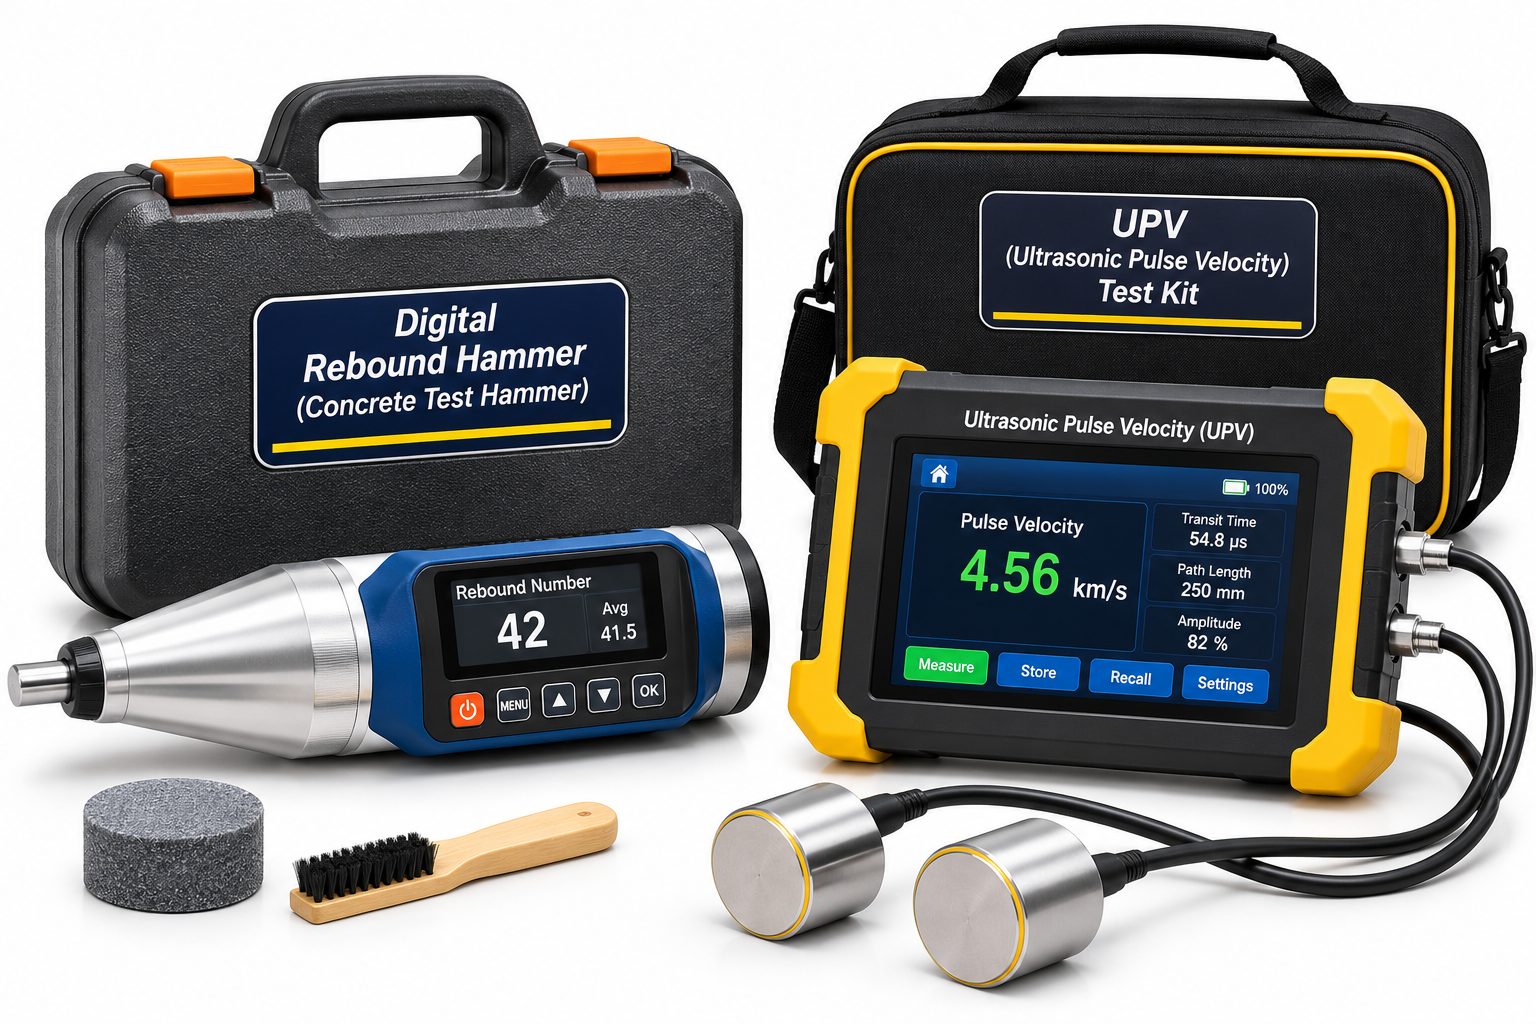 Digital
Rebound Hammer
(Concrete Test Hammer)
UPV
(Ultrasonic Pulse Velocity)
Test Kit
Rebound Number
42
Avg
41.5
MENU
OK
Ultrasonic Pulse Velocity (UPV)
100%
Pulse Velocity
4.56 km/s
Transit Time
54.8 µs
Path Length
250 mm
Amplitude
82 %
Measure
Store
Recall
Settings